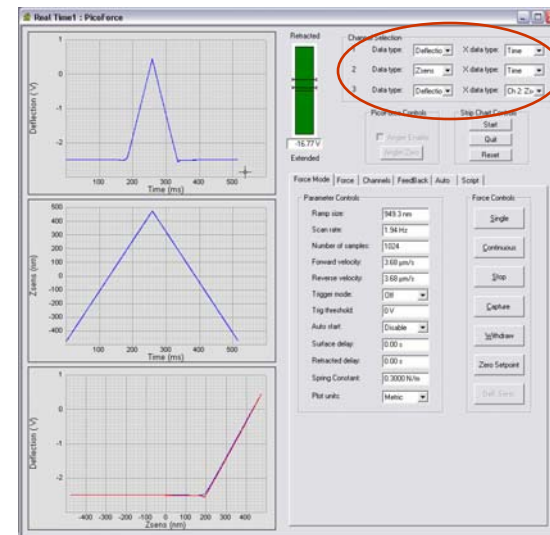 Real Time1 : PicoForce
1
0
-1
-2
Deflection (V)
100 200 300 400 500
Time (ms)
500
400
300
200
100
0
-100
-200
-300
-400
Zsens (nm)
100 200 300 400 500
Time (ms)
1
0
-1
-2
Deflection (V)
-400 -300 -200 -100 0 100 200 300 400
Zsens (nm)
Retracted
-16.77 V
Extended
Channel Selection
1 Data type: Deflectio X data type: Time
2 Data type: Zsens X data type: Time
3 Data type: Deflectio X data type: Ch 2 Zs
PicoForce Controls
Strip Chart Controls
Start
Quit
Reset
Force Mode Force Channels FeedBack Auto Script
Parameter Controls
Ramp size: 949.3 nm
Scan rate: 1.94 Hz
Number of samples: 1024
Forward velocity: 3.68 µm/s
Reverse velocity: 3.68 µm/s
Trigger mode: Off
Trig threshold: 0 V
Auto start: Disable
Surface delay: 0.00 s
Retracted delay: 0.00 s
Spring Constant: 0.3000 N/m
Plot units: Metric
Force Controls
Single
Continuous
Stop
Capture
Withdraw
Zero Setpoint